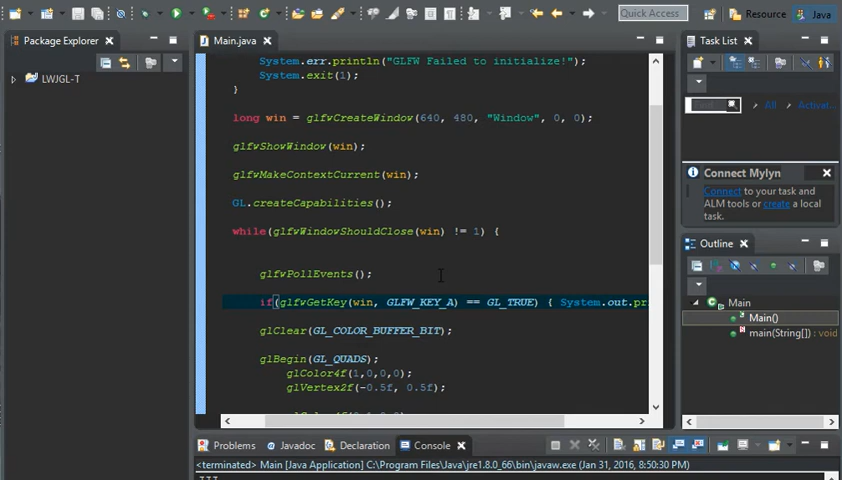 Quick Access
Resource
Java
Package Explorer
LWJGL-T
Main.java
System.err.println("GLFW Failed to initialize!");
System.exit(1);
}
long win = glfwCreateWindow(640, 480, "Window", 0, 0);
glfwShowWindow(win);
glfwMakeContextCurrent(win);
GL.createCapabilities();
while(glfwWindowShouldClose(win) != 1) {
glfwPollEvents();
if(glfwGetKey(win, GLFW_KEY_A) == GL_TRUE) { System.out.pri
glClear(GL_COLOR_BUFFER_BIT);
glBegin(GL_QUADS);
glColor4f(1,0,0,0);
glVertex2f(-0.5f, 0.5f);
Task List
All
Activat...
Connect Mylyn
Connect to your task and
ALM tools or create a local
task.
Outline
Main
Main()
main(String[]) : void
Problems
Javadoc
Declaration
Console
<terminated> Main [Java Application] C:\Program Files\Java\jre1.8.0_66\bin\javaw.exe (Jan 31, 2016, 8:50:30 PM)